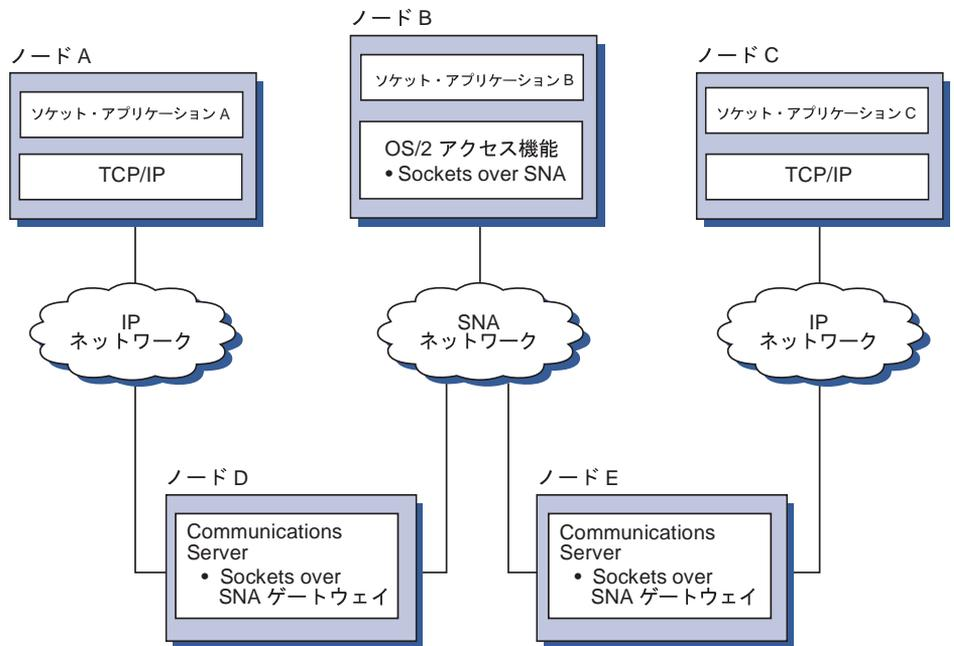 ノード B
ノード A
ノード C
ソケット・アプリケーション B
ソケット・アプリケーション A
ソケット・アプリケーション C
OS/2 アクセス機能
• Sockets over SNA
TCP/IP
TCP/IP
IP
ネットワーク
SNA
ネットワーク
IP
ネットワーク
ノード D
ノード E
Communications
Server
• Sockets over
SNA ゲートウェイ
Communications
Server
• Sockets over
SNA ゲートウェイ